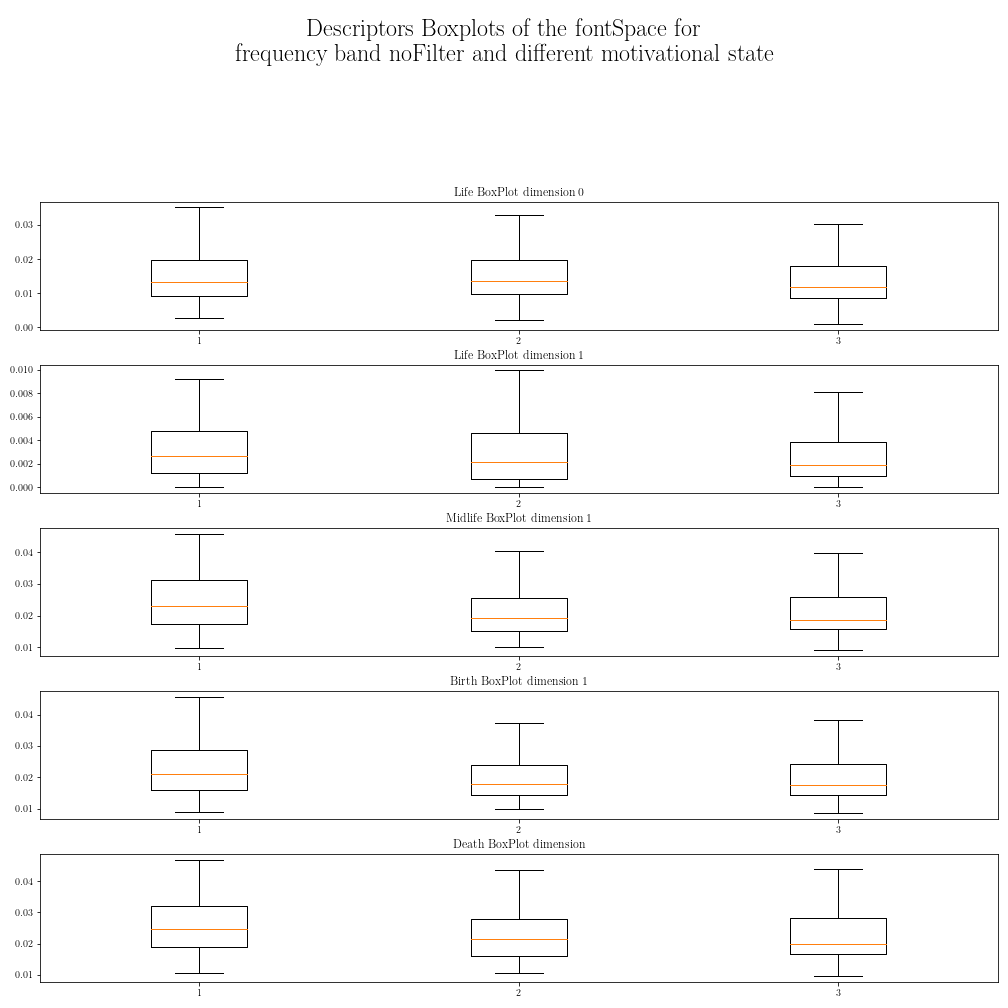 Descriptors Boxplots of the fontSpace for
frequency band noFilter and different motivational state
Life BoxPlot dimension 0
0.03
0.02
0.01
0.00
1 2 3
Life BoxPlot dimension 1
0.010
0.008
0.006
0.004
0.002
0.000
1 2 3
Midlife BoxPlot dimension 1
0.04
0.03
0.02
0.01
1 2 3
Birth BoxPlot dimension 1
0.04
0.03
0.02
0.01
1 2 3
Death BoxPlot dimension
0.04
0.03
0.02
0.01
1 2 3